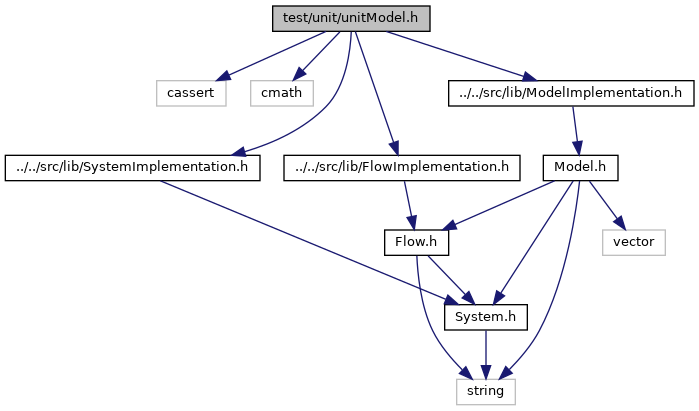 test/unit/unitModel.h
cassert
cmath
../../src/lib/ModelImplementation.h
../../src/lib/SystemImplementation.h
../../src/lib/FlowImplementation.h
Model.h
Flow.h
vector
System.h
string